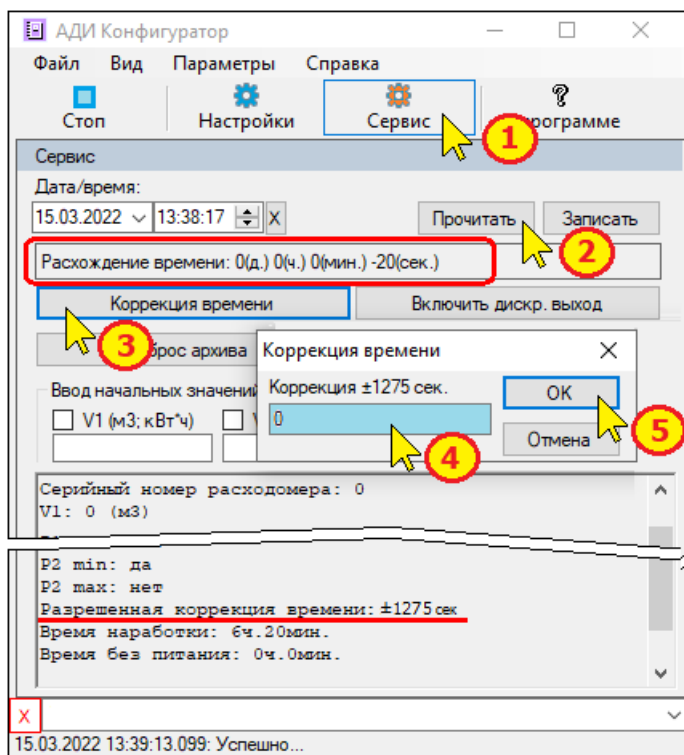 АДИ Конфигуратор
Файл Вид Параметры Справка
Стоп Настройки Сервис программе
1
Сервис
Дата/время:
15.03.2022 13:38:17 X Прочитать Записать
2
Расхождение времени: 0(д.) 0(ч.) 0(мин.) -20(сек.)
Коррекция времени Включить дискр. выход
3
брос архива
Коррекция времени
Коррекция ±1275 сек.
0
OK
Отмена
4
5
Ввод начальных значений
V1 (м3; кВт*ч)
Серийный номер расходомера: 0
V1: 0 (м3)
P2 min: да
P2 max: нет
Разрешенная коррекция времени: ±1275 сек
Время наработки: 6ч.20мин.
Время без питания: 0ч.0мин.
X
15.03.2022 13:39:13.099: Успешно...